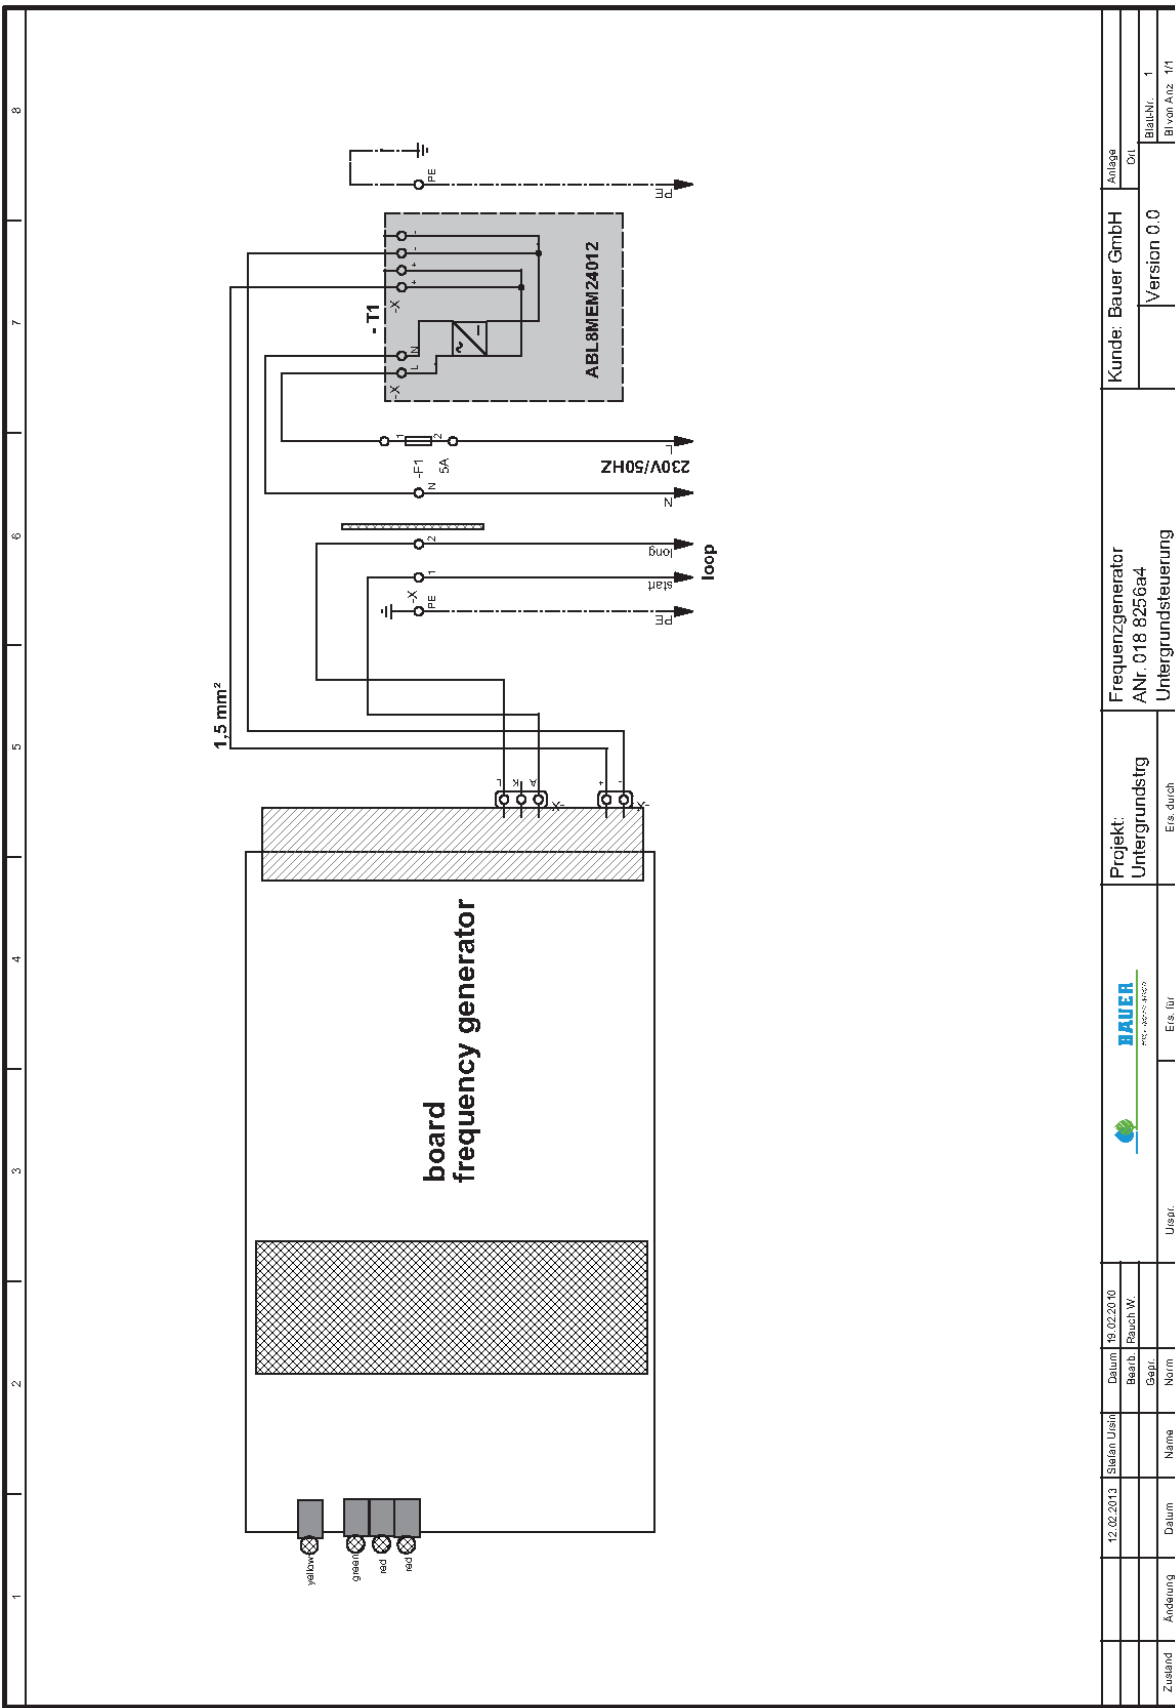 1
2
3
4
5
6
7
8
yellow
green
red
red
board
frequency generator
L
K
A
-X
+
-
-X
1,5 mm²
PE
-X
1
2
PE
start
long
loop
N
-F1
5A
1
2
N
L
230V/50HZ
- T1
-X
L
N
-X
+
+
-
-
~
ABL8MEM24012
PE
PE
Zustand
Änderung
Datum
Name
Norm
12.02.2013
Stefan Ursin
Datum
19.02.2010
Bearb.
Rauch W.
Gepr.
Urspr.
Ers. für
Ers. durch
BAUER
Projekt:
Untergrundstrg
Frequenzgenerator
ANr. 018 8256a4
Untergrundsteuerung
Kunde: Bauer GmbH
Version 0.0
Anlage
Ort
Blatt-Nr. 1
Bl von Anz 1/1